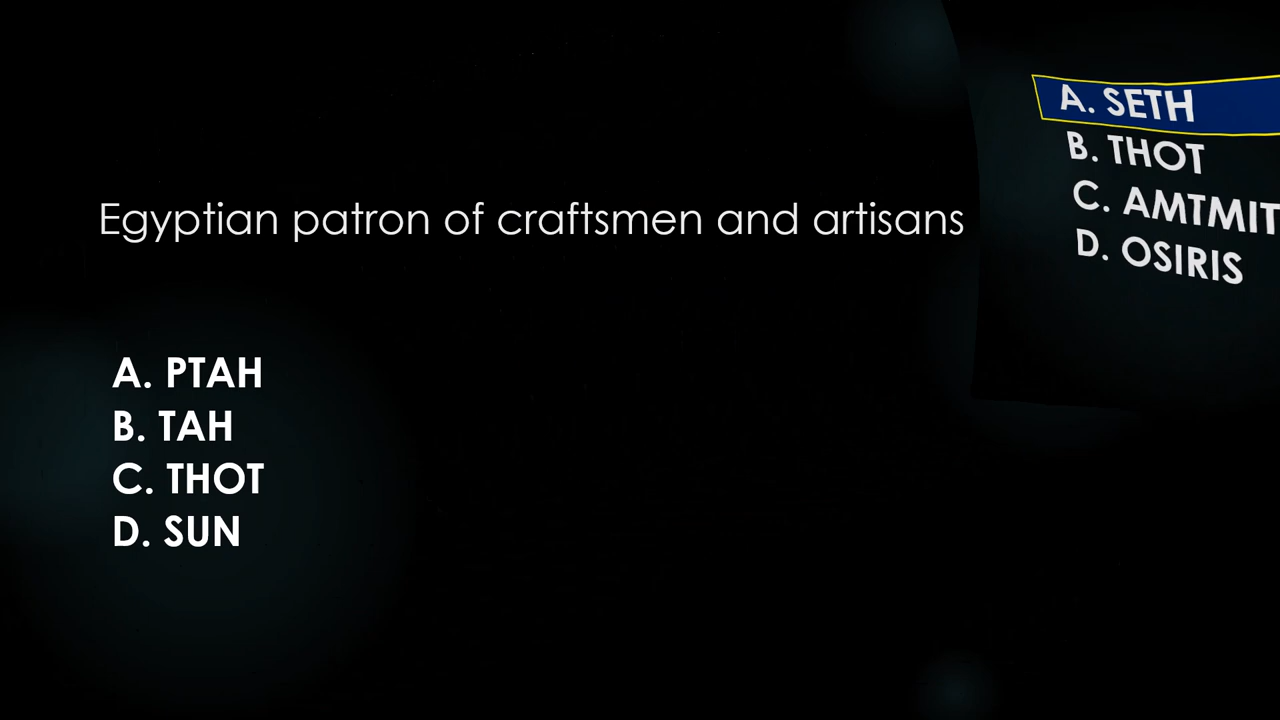 Egyptian patron of craftsmen and artisans
A. PTAH
B. TAH
C. THOT
D. SUN
A. SETH
B. THOT
C. AMTMIT
D. OSIRIS